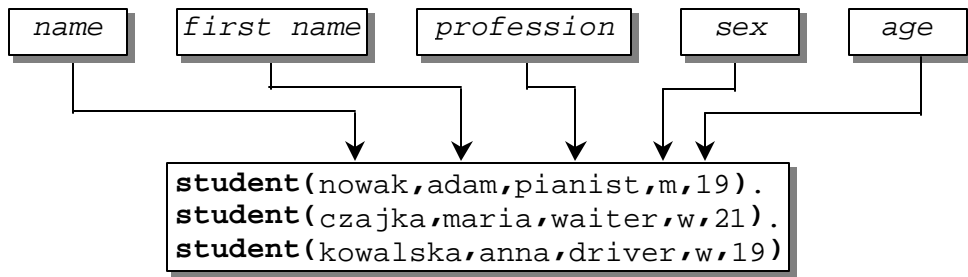 name first name profession sex age
student(nowak,adam,pianist,m,19).
student(czajka,maria,waiter,w,21).
student(kowalska,anna,driver,w,19)